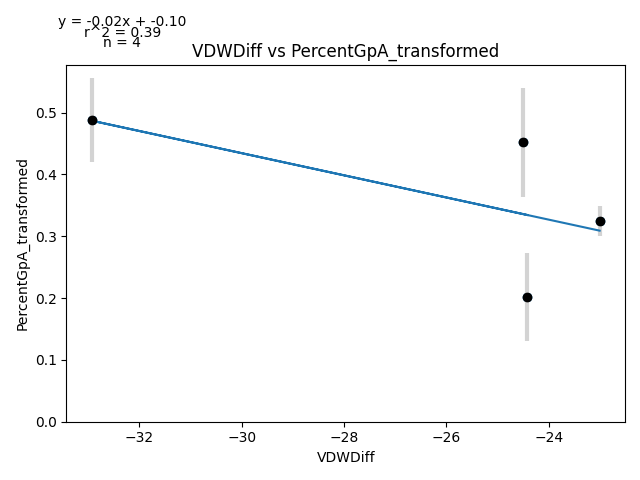 y = -0.02x + -0.10
r^2 = 0.39
n = 4
VDWDiff vs PercentGpA_transformed
PercentGpA_transformed
0.5
0.4
0.3
0.2
0.1
0.0
−32
−30
−28
−26
−24
VDWDiff